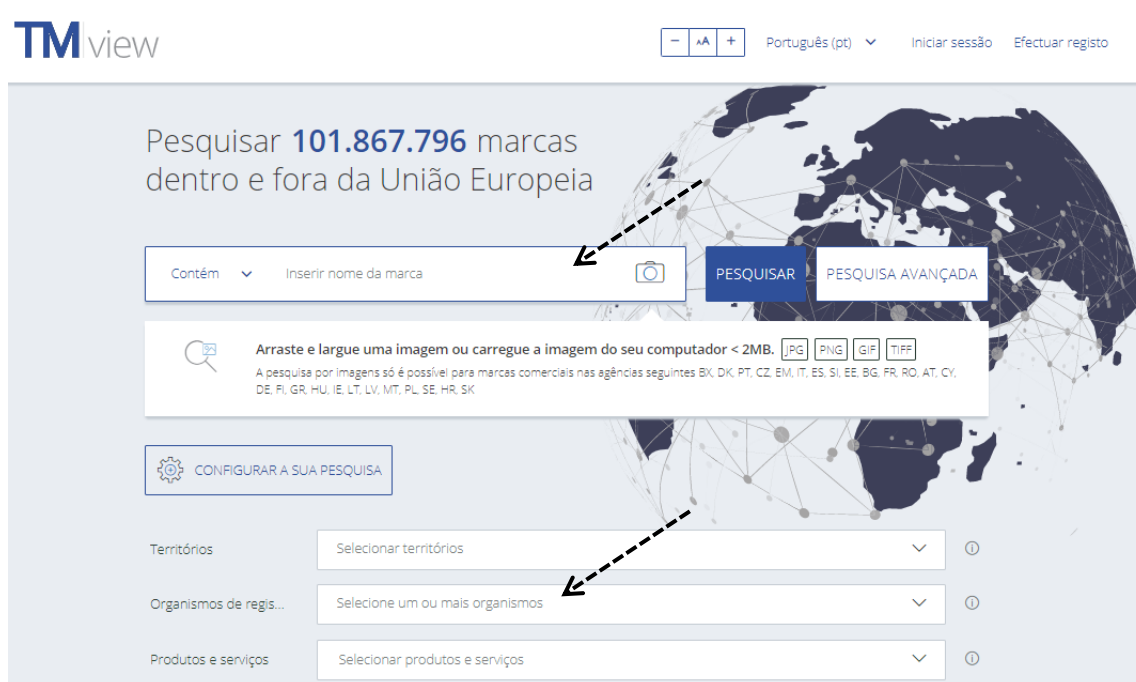 TMview
− AA + Português (pt) Iniciar sessão Efectuar registo
Pesquisar 101.867.796 marcas
dentro e fora da União Europeia
Contém Inserir nome da marca PESQUISAR PESQUISA AVANÇADA
Arraste e largue uma imagem ou carregue a imagem do seu computador < 2MB. JPG PNG GIF TIFF
A pesquisa por imagens só é possível para marcas comerciais nas agências seguintes BX, DK, PT, CZ, EM, IT, ES, SI, EE, BG, FR, RO, AT, CY,
DE, FI, GR, HU, IE, LT, LV, MT, PL, SE, HR, SK
CONFIGURAR A SUA PESQUISA
Territórios Selecionar territórios
Organismos de regis... Selecione um ou mais organismos
Produtos e serviços Selecionar produtos e serviços